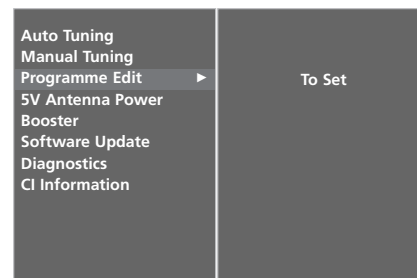 Auto Tuning
Manual Tuning
Programme Edit ►
To Set
5V Antenna Power
Booster
Software Update
Diagnostics
CI Information